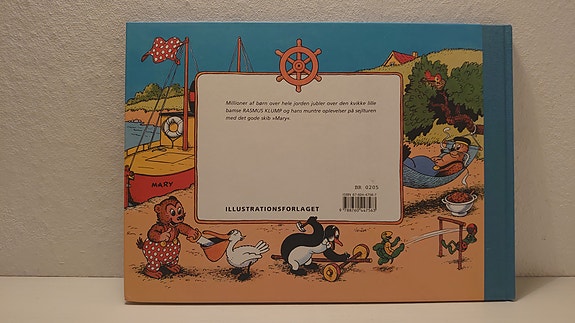 Millioner af børn over hele jorden jubler over den kvikke lille
bamse RASMUS KLUMP og hans muntre oplevelser på sejlturen
med det gode skib »Mary«.
MARY
BR 0205
ILLUSTRATIONSFORLAGET